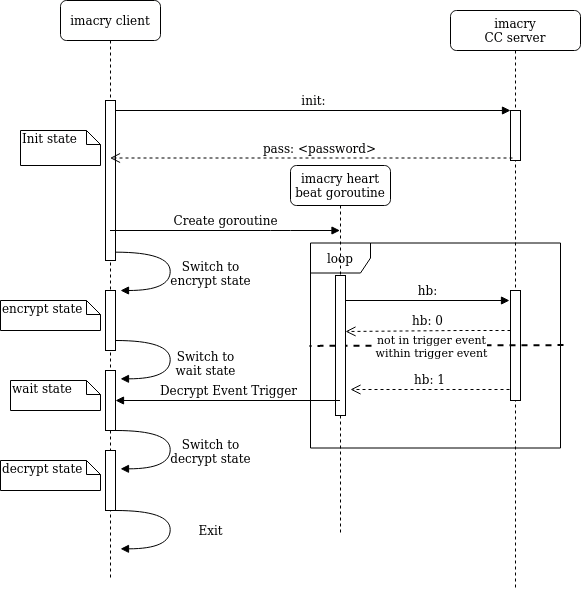 imacry client
imacry
CC server
init:
Init state
pass: <password>
imacry heart
beat goroutine
Create goroutine
loop
Switch to
encrypt state
hb:
encrypt state
hb: 0
not in trigger event
within trigger event
Switch to
wait state
hb: 1
wait state
Decrypt Event Trigger
Switch to
decrypt state
decrypt state
Exit